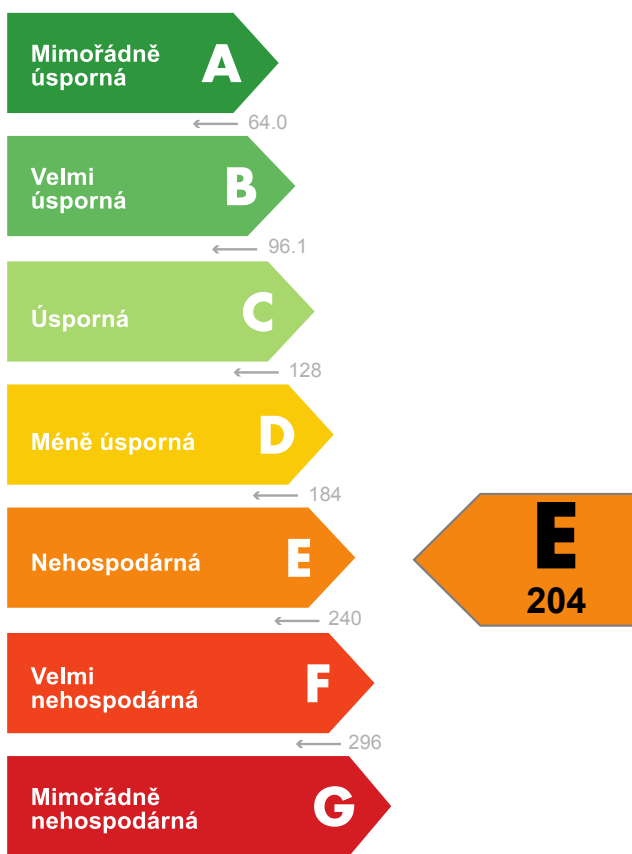 Mimořádně
úsporná
A
64.0
Velmi
úsporná
B
96.1
Úsporná
C
128
Méně úsporná
D
184
Nehospodárná
E
240
E
204
Velmi
nehospodárná
F
296
Mimořádně
nehospodárná
G